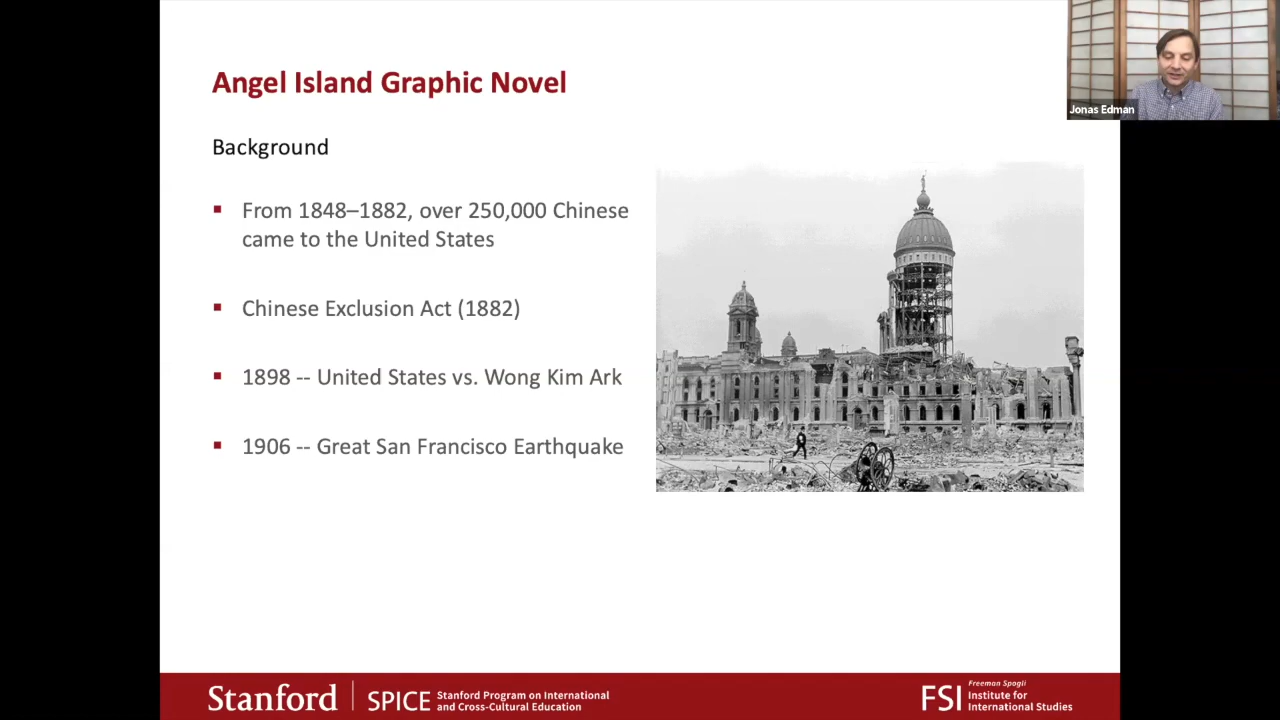 Angel Island Graphic Novel
Jonas Edman
Background
▪ From 1848–1882, over 250,000 Chinese
came to the United States
▪ Chinese Exclusion Act (1882)
▪ 1898 -- United States vs. Wong Kim Ark
▪ 1906 -- Great San Francisco Earthquake
Stanford
SPICE
Stanford Program on International
and Cross-Cultural Education
FSI
Freeman Spogli
Institute for
International Studies